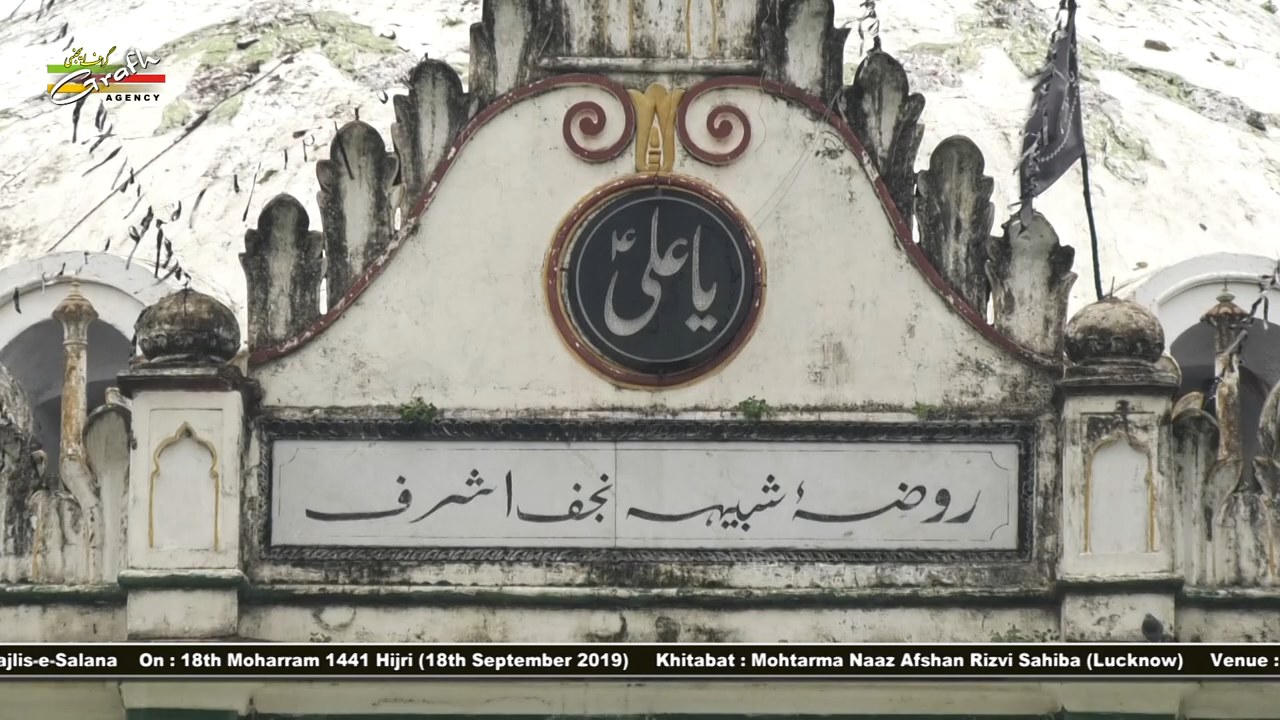 گراف ایجنسی
Grafh
AGENCY
یا علیؑ
روضۂ شبیہہ نجف اشرف
ajlis-e-Salana On : 18th Moharram 1441 Hijri (18th September 2019) Khitabat : Mohtarma Naaz Afshan Rizvi Sahiba (Lucknow) Venue :